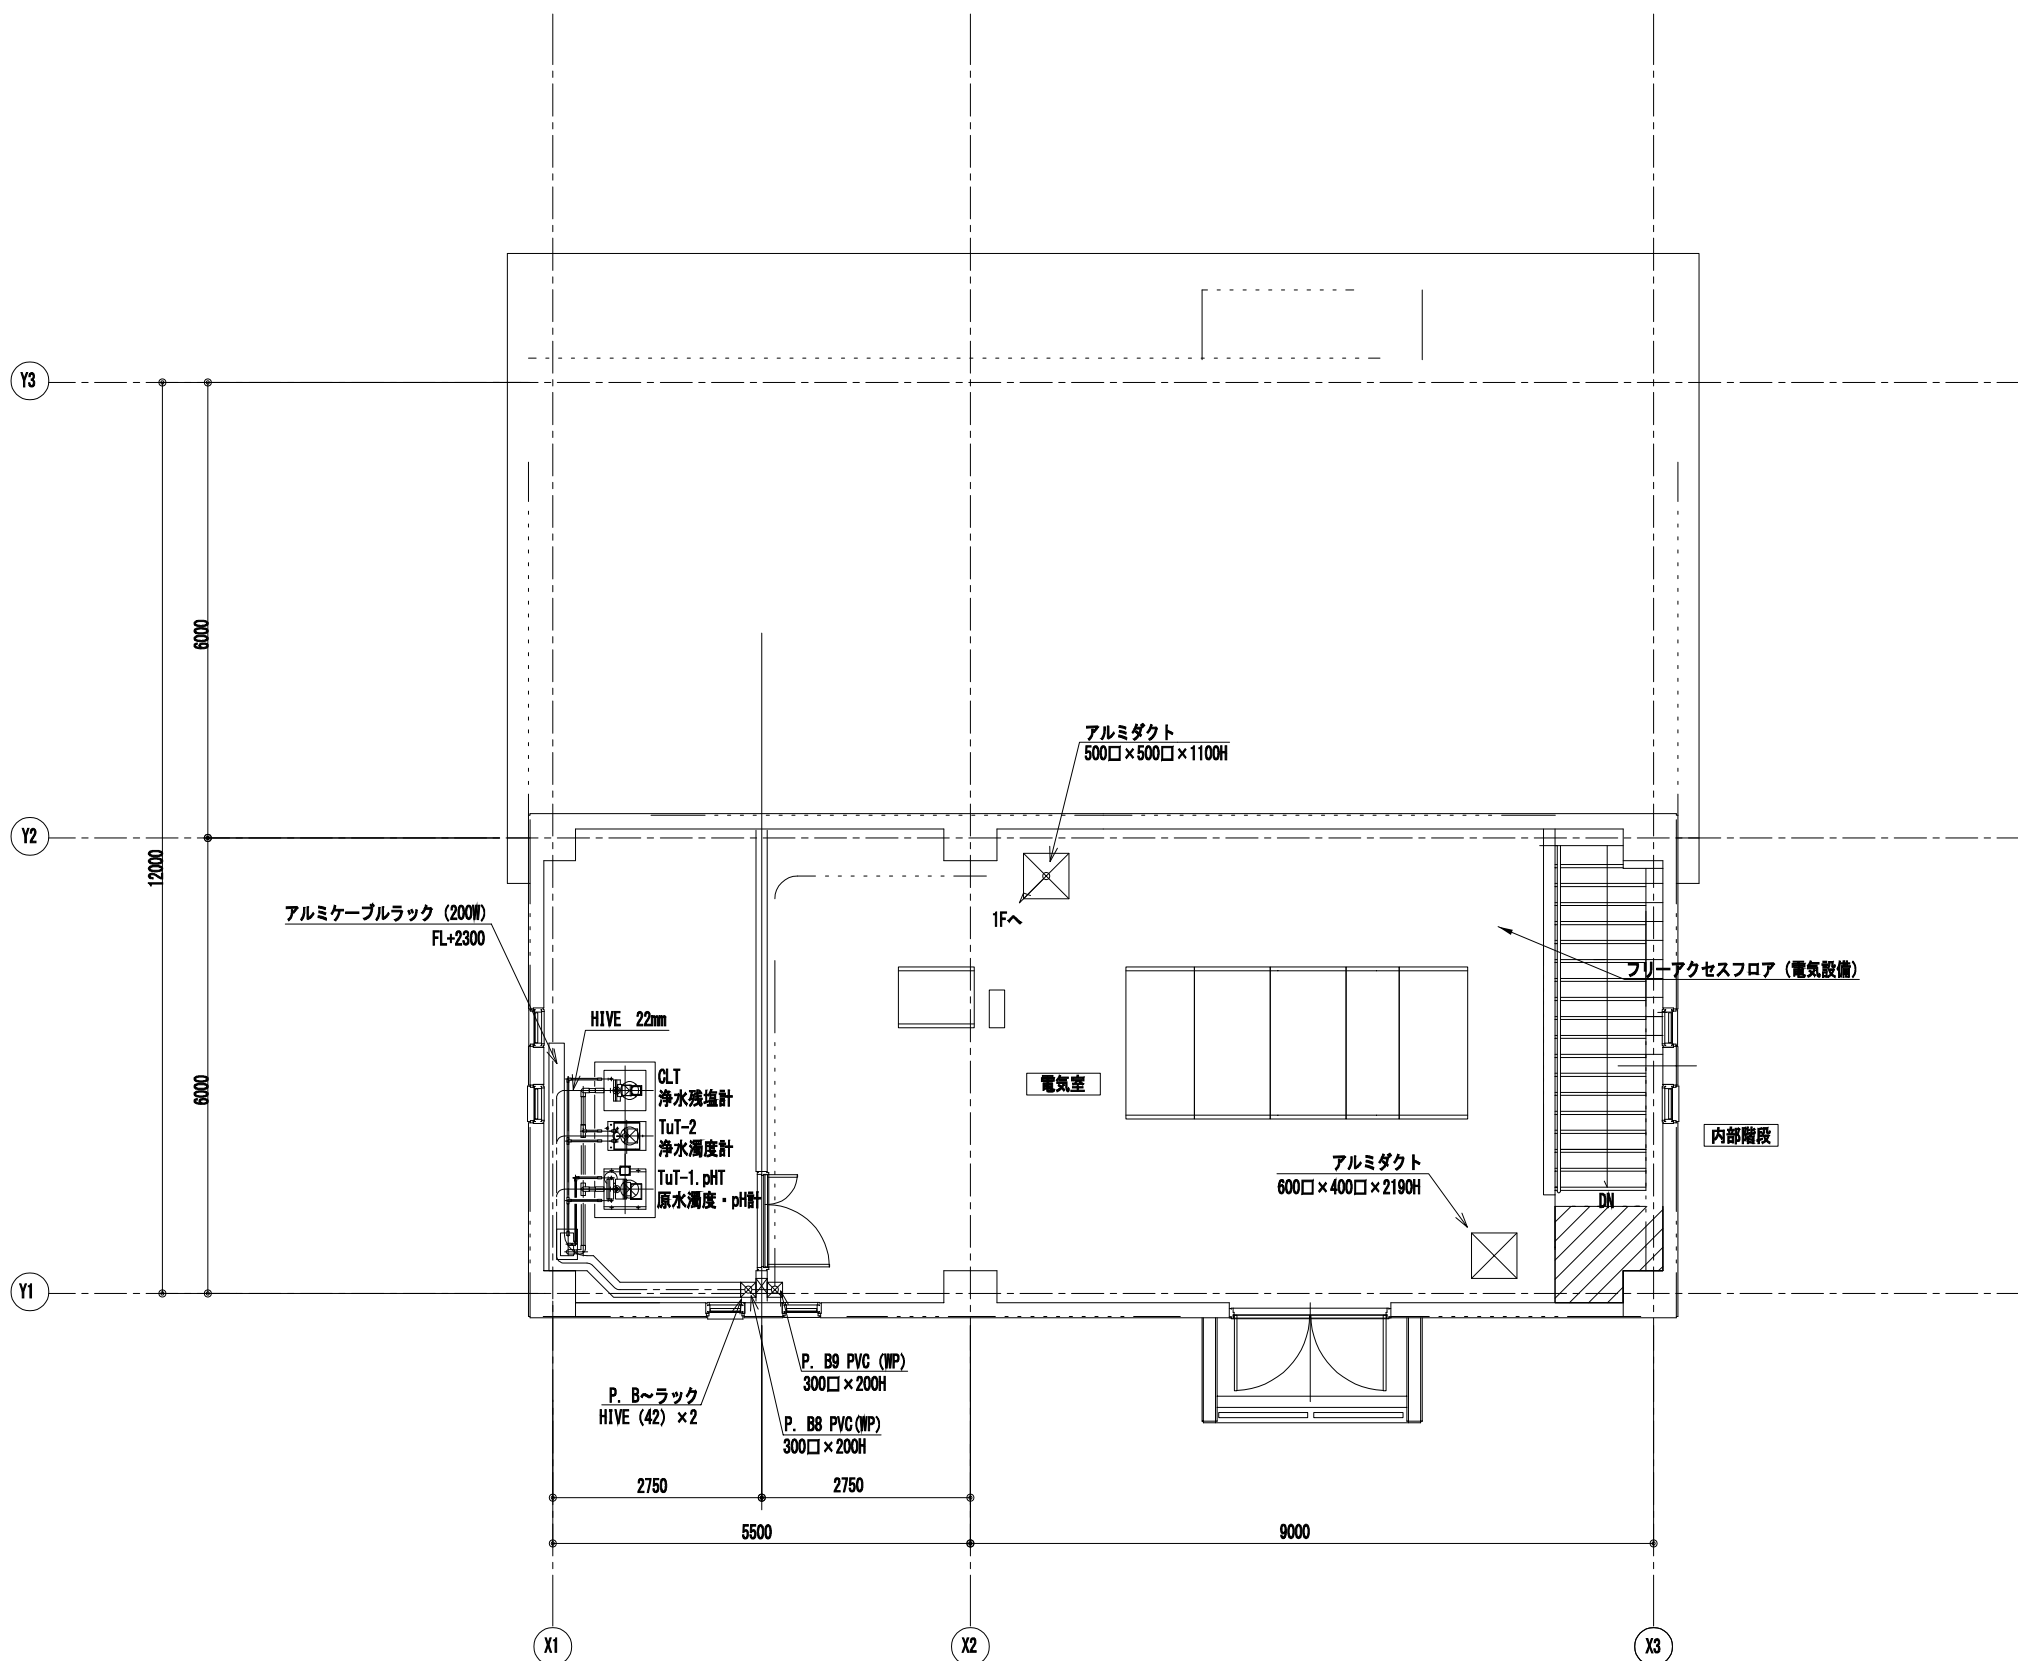 Y3
6000
アルミダクト
500□×500□×1100H
Y2
12000
アルミケーブルラック (200W)
FL+2300
1Fへ
フリーアクセスフロア (電気設備)
HIVE 22mm
CLT
浄水残塩計
TuT-2
浄水濁度計
TuT-1.pHT
原水濁度・pH計
6000
電気室
内部階段
アルミダクト
600□×400□×2190H
DN
Y1
P. B9 PVC (WP)
300□×200H
P. B~ラック
HIVE (42) ×2
P. B8 PVC(WP)
300□×200H
2750
2750
5500
9000
X1
X2
X3